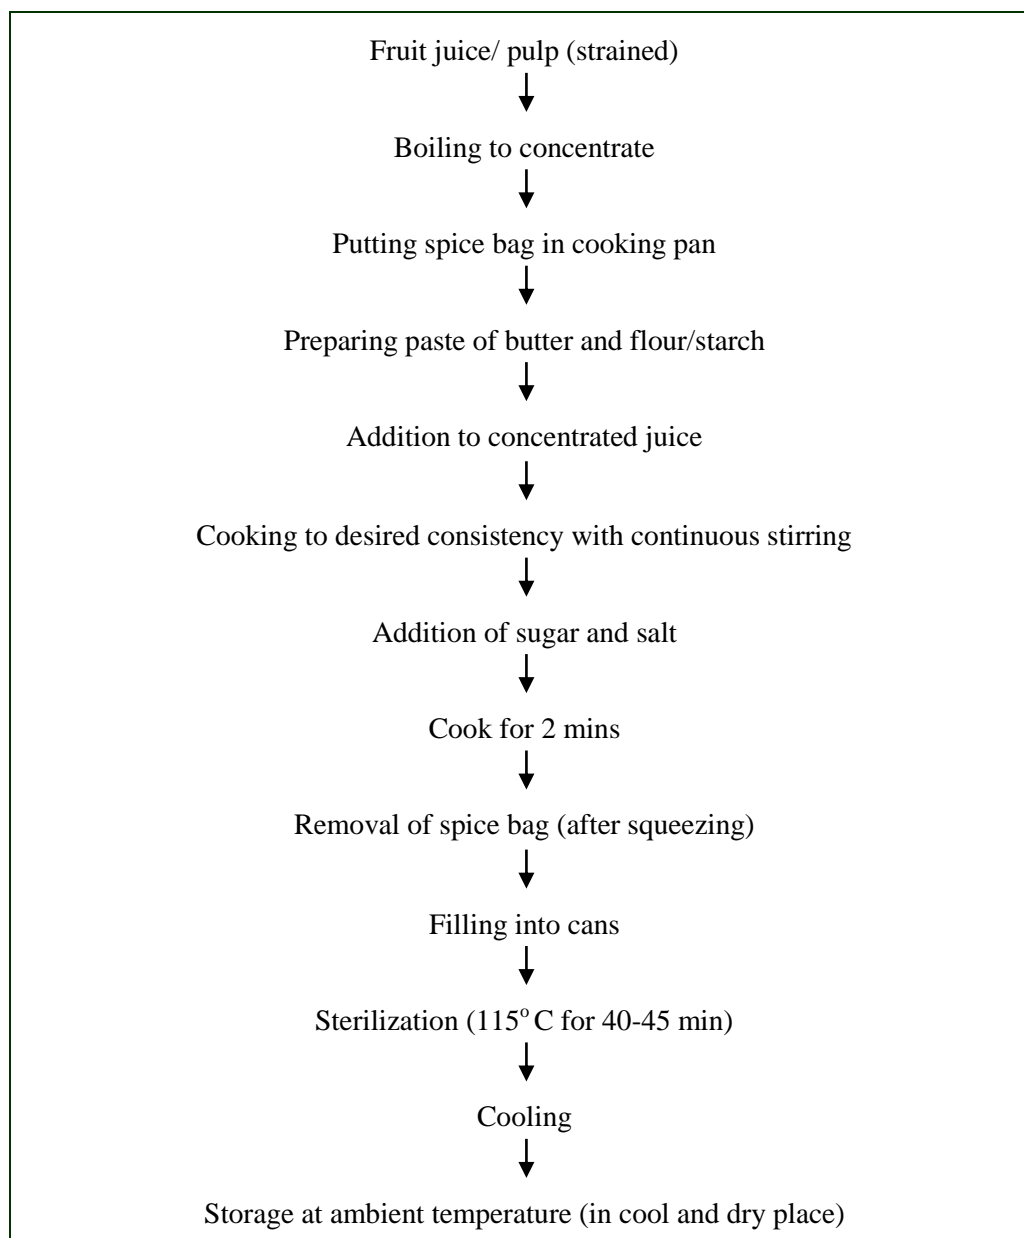 Fruit juice/ pulp (strained)
Boiling to concentrate
Putting spice bag in cooking pan
Preparing paste of butter and flour/starch
Addition to concentrated juice
Cooking to desired consistency with continuous stirring
Addition of sugar and salt
Cook for 2 mins
Removal of spice bag (after squeezing)
Filling into cans
Sterilization (115° C for 40-45 min)
Cooling
Storage at ambient temperature (in cool and dry place)